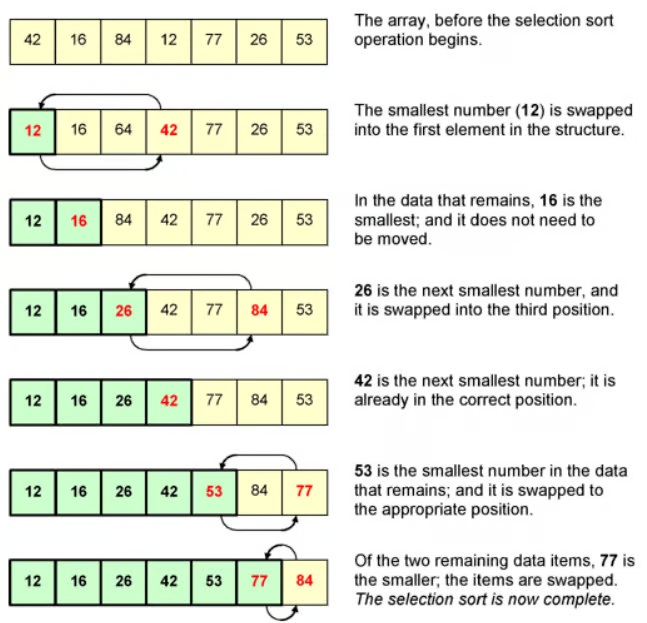 42 16 84 12 77 26 53
The array, before the selection sort
operation begins.
12 16 64 42 77 26 53
The smallest number (12) is swapped
into the first element in the structure.
12 16 84 42 77 26 53
In the data that remains, 16 is the
smallest; and it does not need to
be moved.
12 16 26 42 77 84 53
26 is the next smallest number, and
it is swapped into the third position.
12 16 26 42 77 84 53
42 is the next smallest number; it is
already in the correct position.
12 16 26 42 53 84 77
53 is the smallest number in the data
that remains; and it is swapped to
the appropriate position.
12 16 26 42 53 77 84
Of the two remaining data items, 77 is
the smaller; the items are swapped.
The selection sort is now complete.